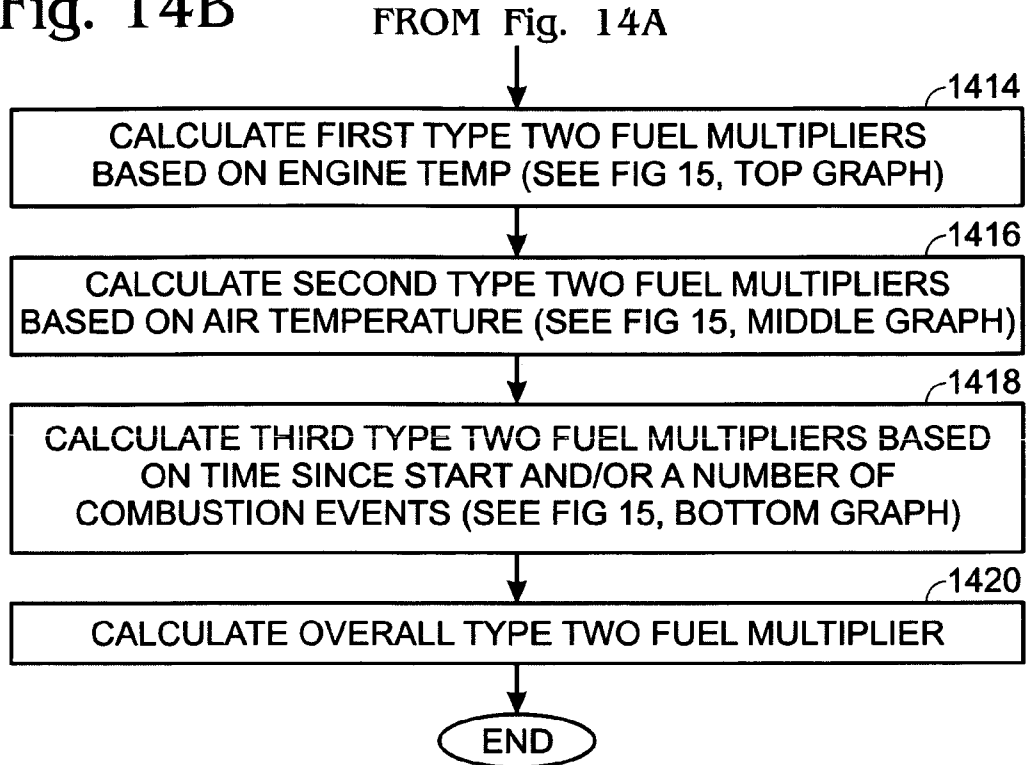 Fig. 14B
FROM Fig. 14A
1414
CALCULATE FIRST TYPE TWO FUEL MULTIPLIERS
BASED ON ENGINE TEMP (SEE FIG 15, TOP GRAPH)
1416
CALCULATE SECOND TYPE TWO FUEL MULTIPLIERS
BASED ON AIR TEMPERATURE (SEE FIG 15, MIDDLE GRAPH)
1418
CALCULATE THIRD TYPE TWO FUEL MULTIPLIERS BASED
ON TIME SINCE START AND/OR A NUMBER OF
COMBUSTION EVENTS (SEE FIG 15, BOTTOM GRAPH)
1420
CALCULATE OVERALL TYPE TWO FUEL MULTIPLIER
END